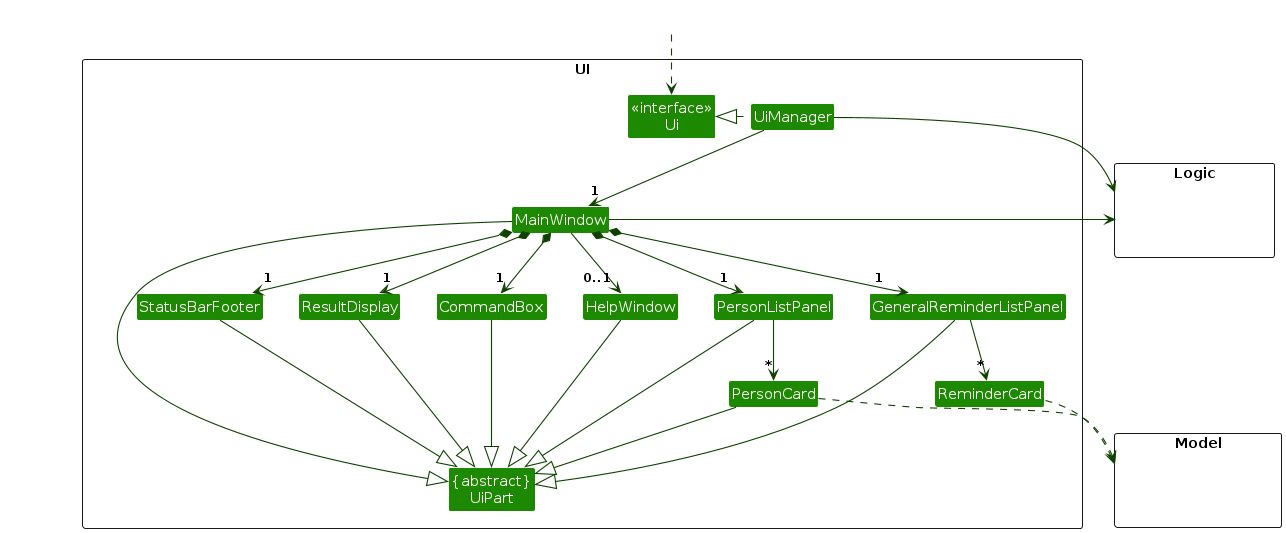 UI
«interface»
Ui
UiManager
Logic
1
MainWindow
1
1
1
0..1
1
1
StatusBarFooter
ResultDisplay
CommandBox
HelpWindow
PersonListPanel
GeneralReminderListPanel
*
*
PersonCard
ReminderCard
Model
{abstract}
UiPart